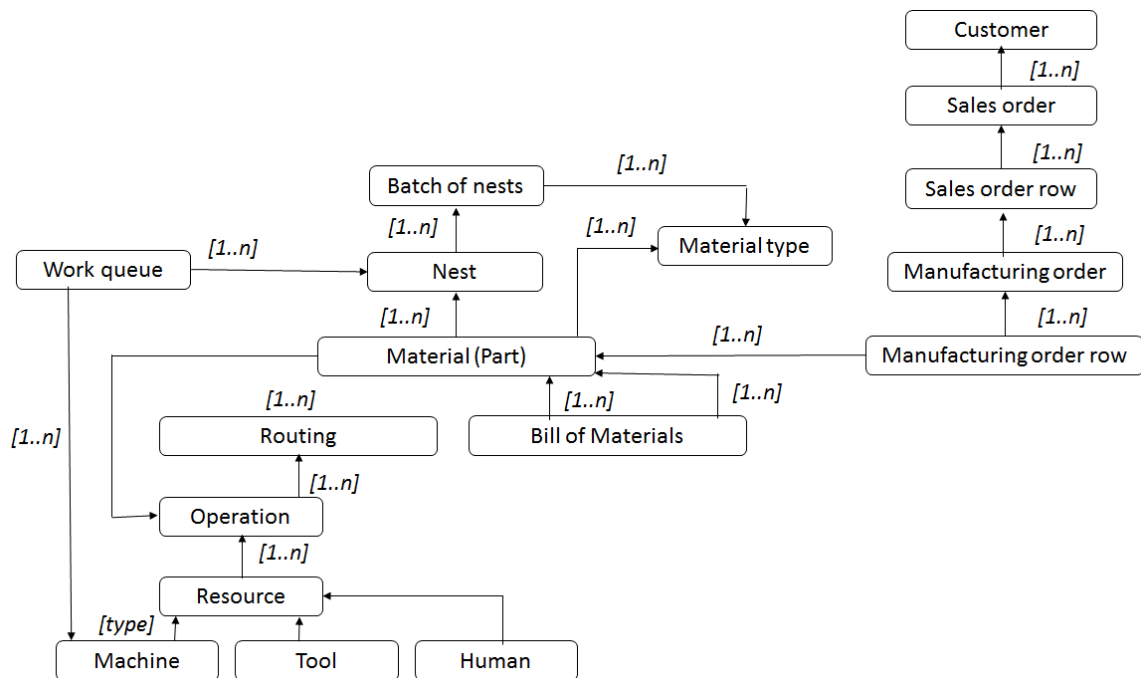 Customer
[1..n]
Sales order
[1..n]
[1..n]
Batch of nests
Sales order row
[1..n]
[1..n]
[1..n]
[1..n]
Work queue
Nest
Material type
Manufacturing order
[1..n]
[1..n]
[1..n]
Material (Part)
Manufacturing order row
[1..n]
[1..n]
[1..n]
[1..n]
Routing
Bill of Materials
[1..n]
Operation
[1..n]
Resource
[type]
Machine
Tool
Human